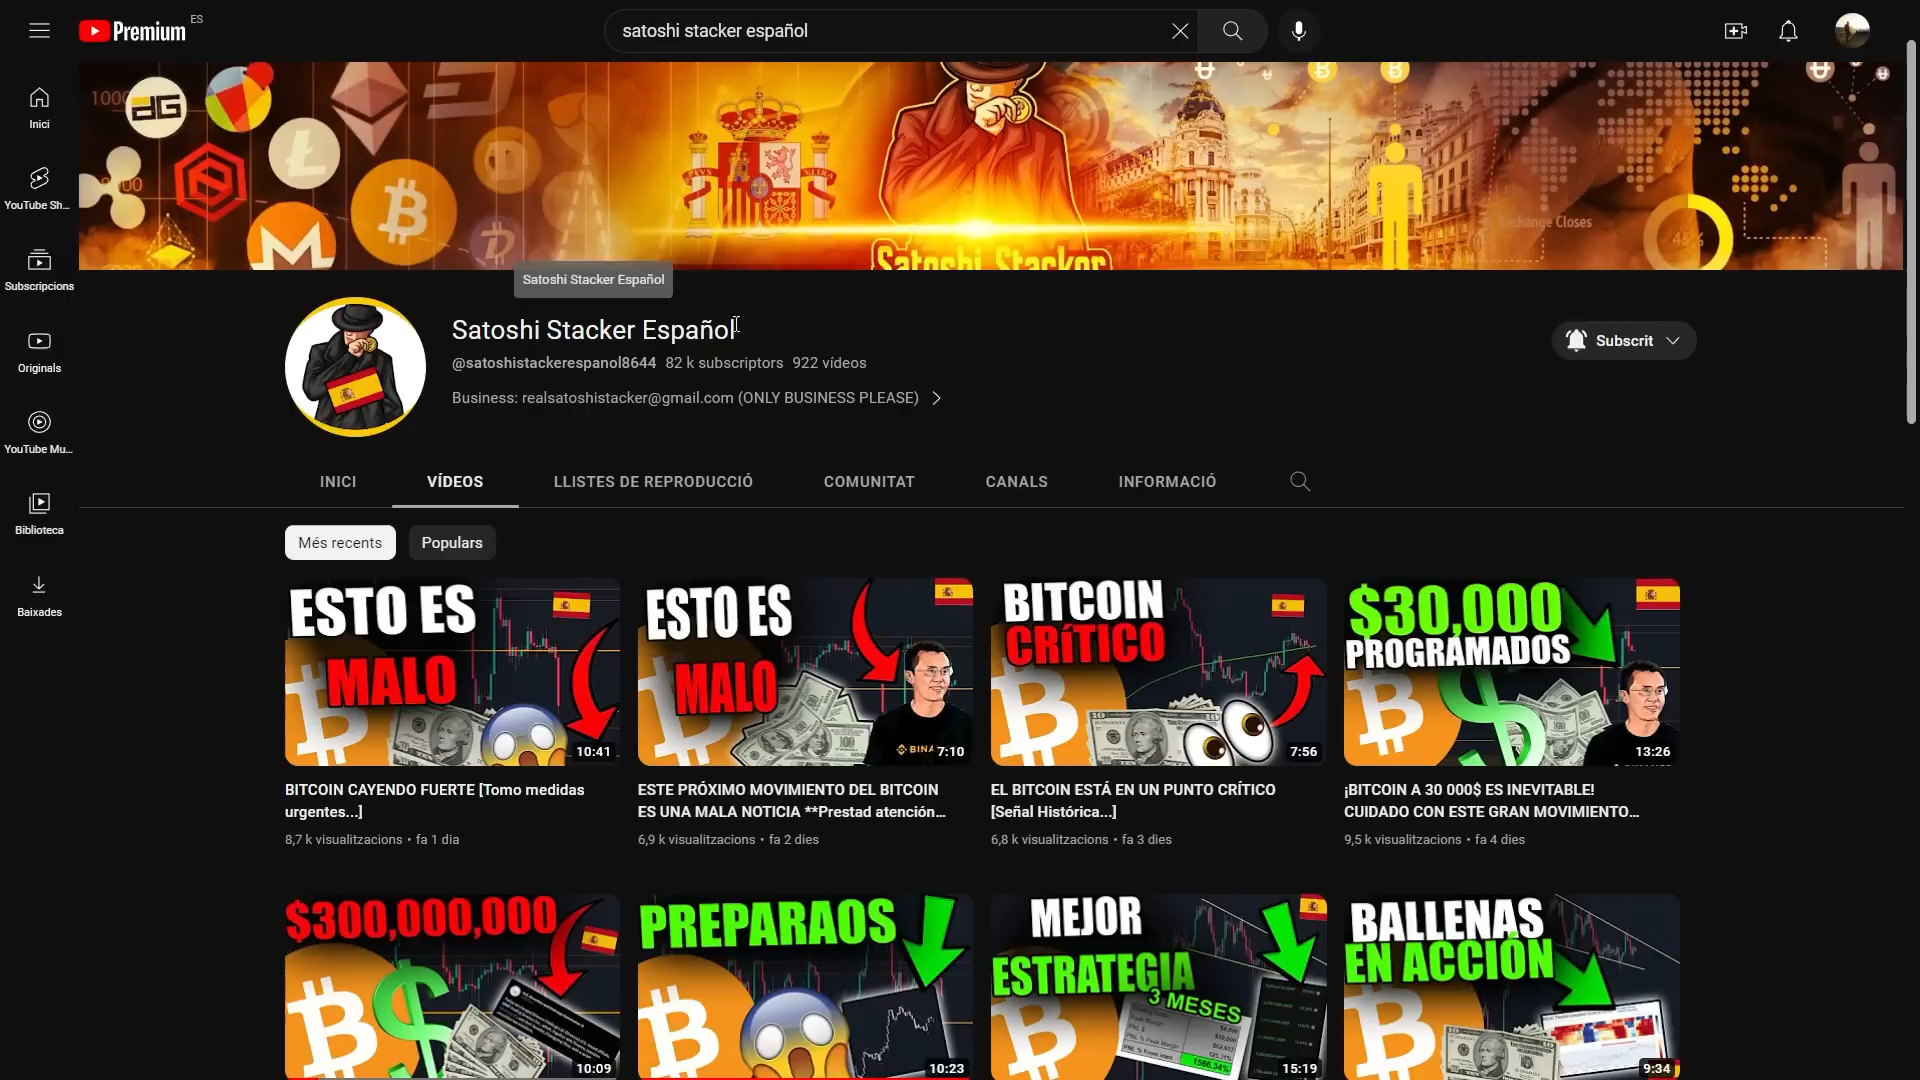 Premium
ES
satoshi stacker español
Inici
YouTube Sh...
Subscripcions
Originals
YouTube Mu...
Biblioteca
Baixades
Exchange Closes
45%
Satoshi Stacker
Satoshi Stacker Español
Satoshi Stacker Español
@satoshistackerespanol8644 82 k subscriptors 922 vídeos
Business: realsatoshistacker@gmail.com (ONLY BUSINESS PLEASE)
Subscrit
INICI VÍDEOS LLISTES DE REPRODUCCIÓ COMUNITAT CANALS INFORMACIÓ
Més recents Populars
ESTO ES
MALO
10:41
BITCOIN CAYENDO FUERTE [Tomo medidas
urgentes...]
8,7 k visualitzacions • fa 1 dia
ESTO ES
MALO
7:10
ESTE PRÓXIMO MOVIMIENTO DEL BITCOIN
ES UNA MALA NOTICIA **Prestad atención...
6,9 k visualitzacions • fa 2 dies
BITCOIN
CRÍTICO
7:56
EL BITCOIN ESTÁ EN UN PUNTO CRÍTICO
[Señal Histórica...]
6,8 k visualitzacions • fa 3 dies
$30,000
PROGRAMADOS
13:26
¡BITCOIN A 30 000$ ES INEVITABLE!
CUIDADO CON ESTE GRAN MOVIMIENTO...
9,5 k visualitzacions • fa 4 dies
$300,000,000
10:09
PREPARAOS
10:23
MEJOR
ESTRATEGIA
3 MESES
15:19
BALLENAS
EN ACCIÓN
9:34